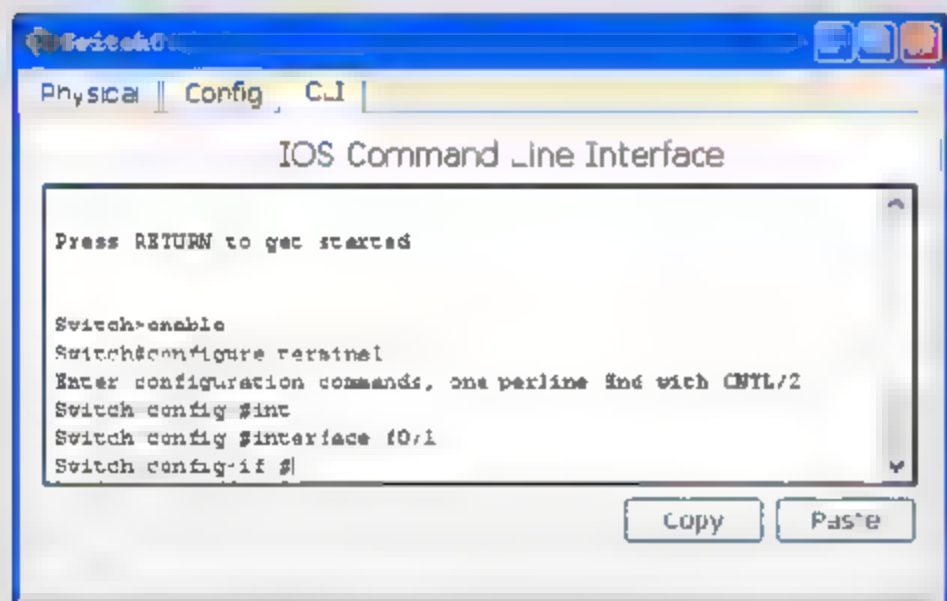 Physical Config CLI
IOS Command Line Interface
Press RETURN to get started
Switch>enable
Switch#configure terminal
Enter configuration commands, one per line End with CNTL/Z
Switch config #int
Switch config #interface f0/1
Switch config-if #
Copy Paste